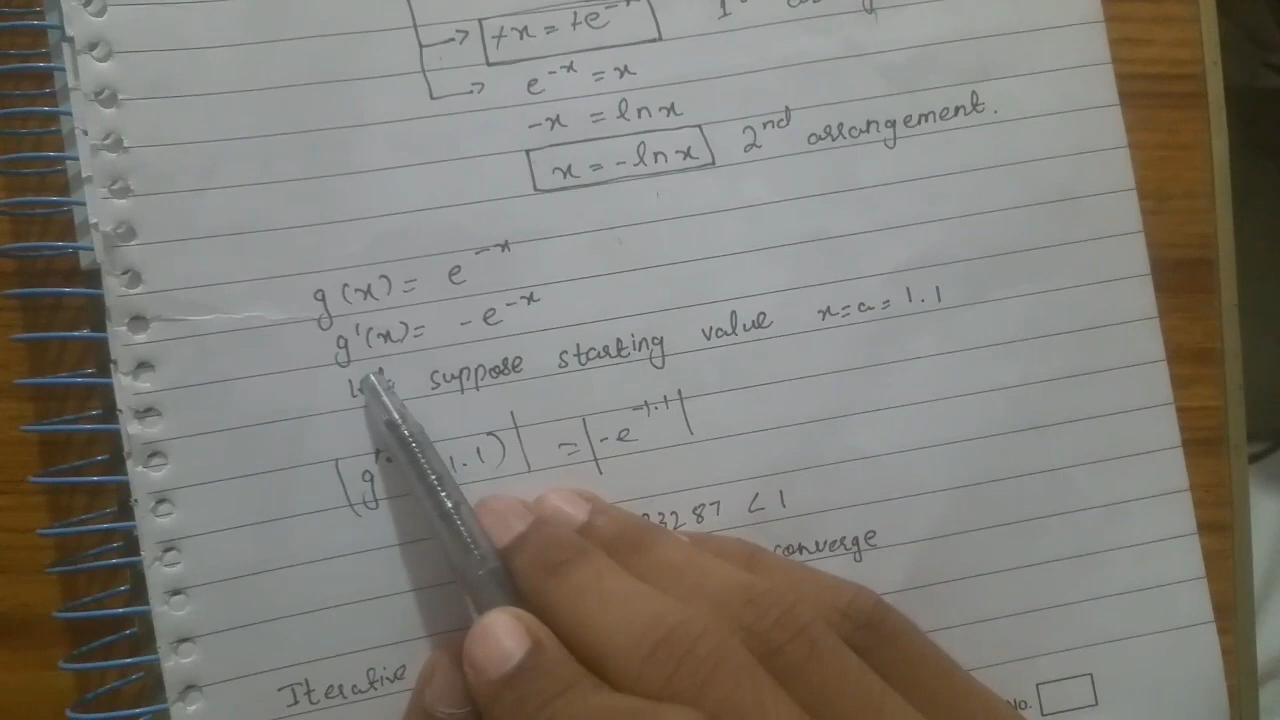 +x = +e⁻ˣ
e⁻ˣ = x
-x = ln x
x = -ln x 2nd arrangement.
g(x) = e⁻ˣ
g'(x) = -e⁻ˣ
suppose starting value x = a = 1.1
|g' 1.1)| = |-e^-1.1|
3287 < 1
converge
Iterative
No.